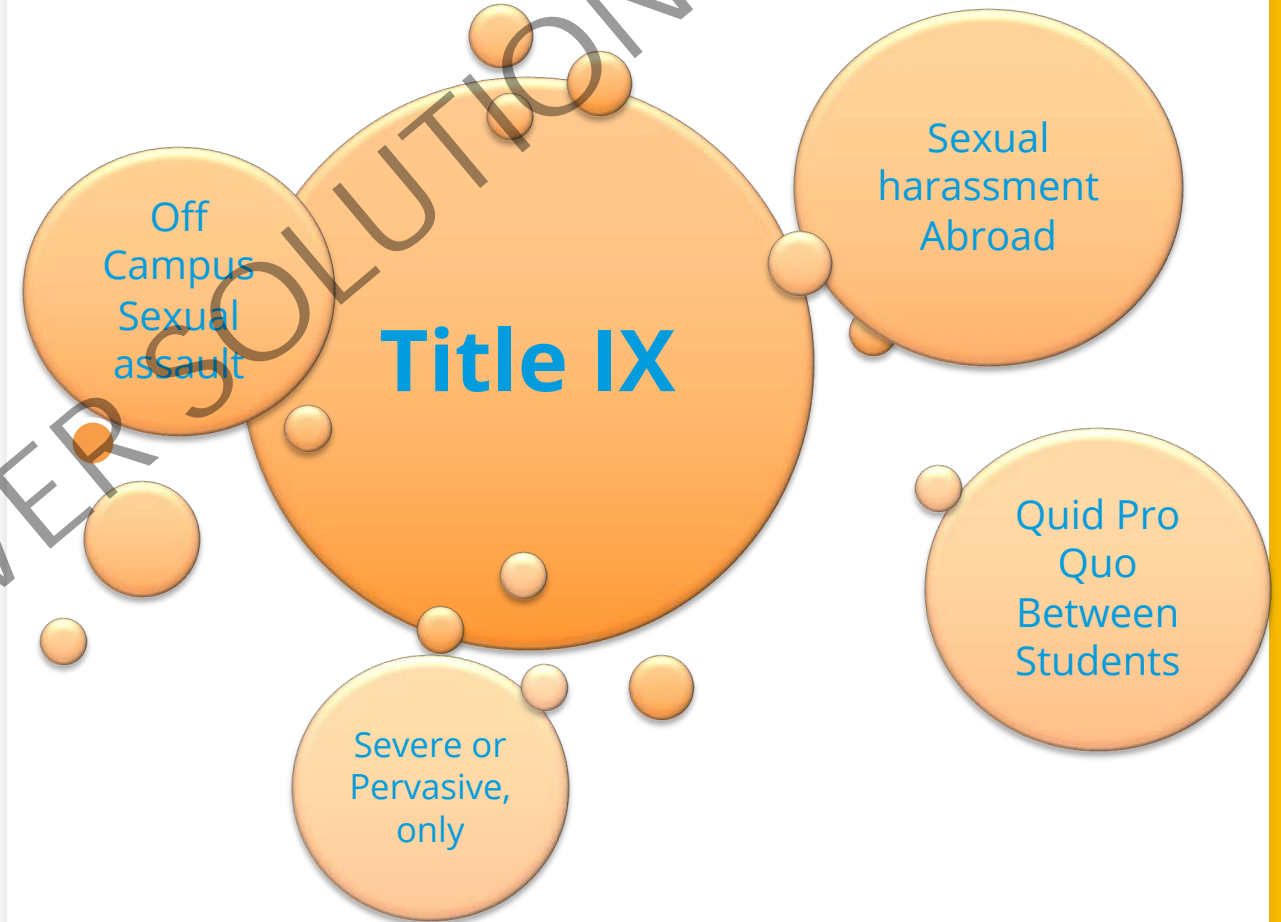 Title IX
Off
Campus
Sexual
assault
Sexual
harassment
Abroad
Quid Pro
Quo
Between
Students
Severe or
Pervasive,
only
VER SOLUTION